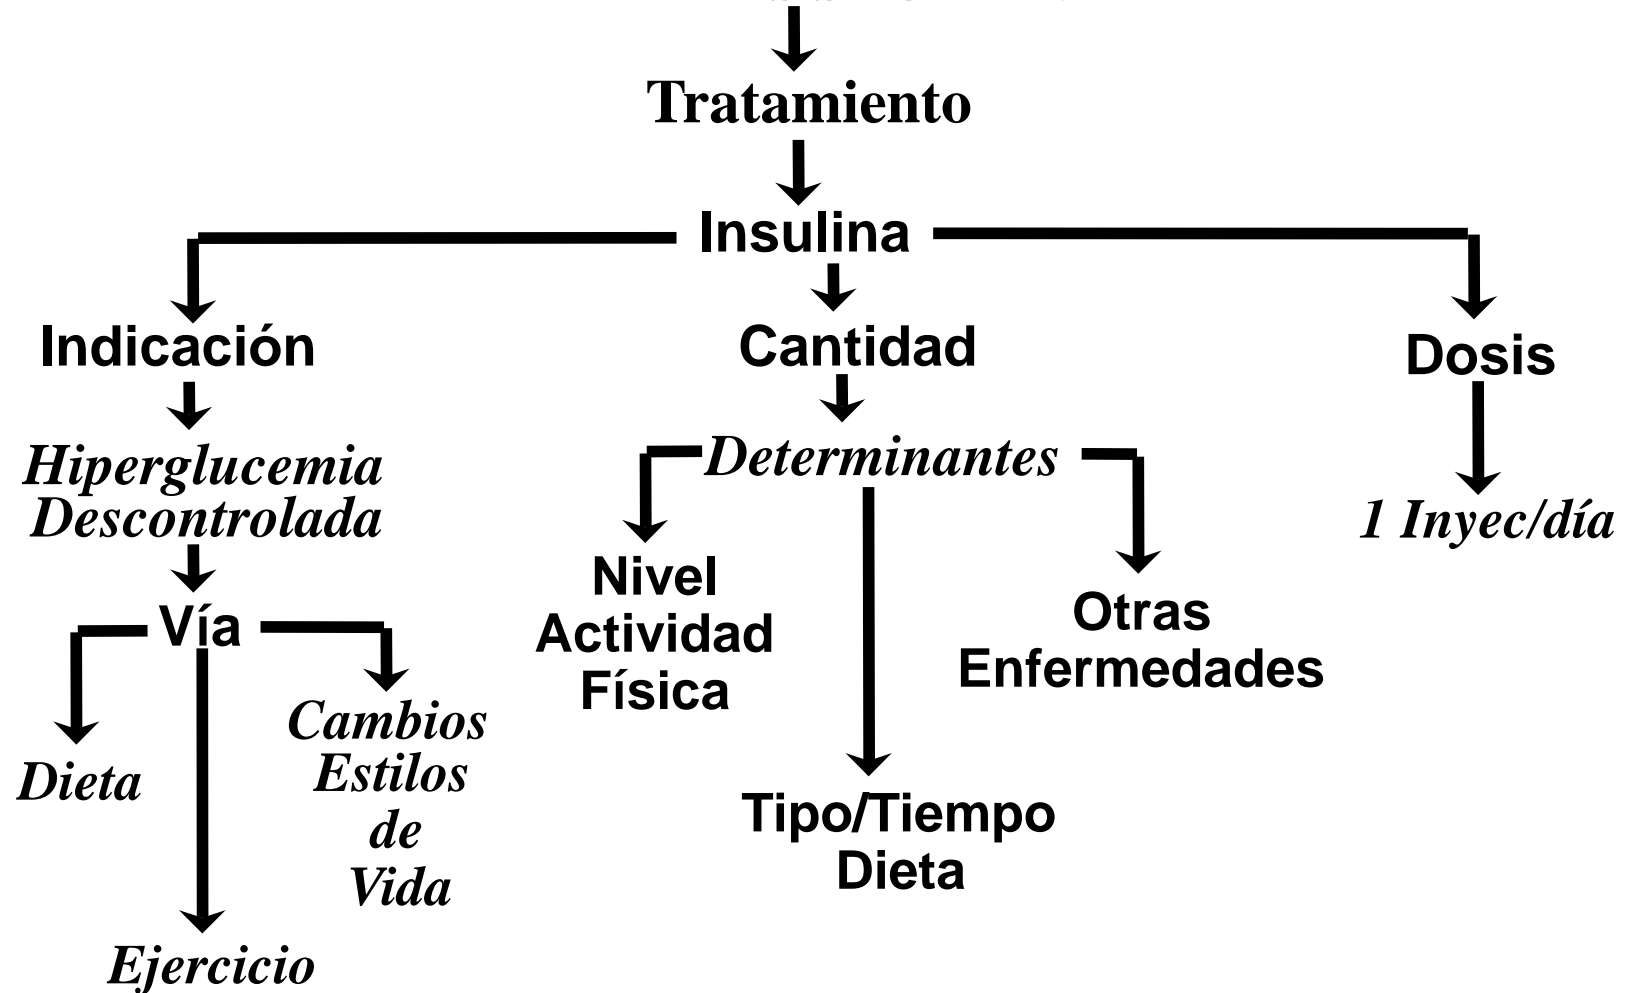 Tratamiento
Insulina
Indicación
Cantidad
Dosis
Hiperglucemia
Descontrolada
Determinantes
1 Inyec/día
Vía
Nivel
Actividad
Física
Otras
Enfermedades
Dieta
Cambios
Estilos
de
Vida
Tipo/Tiempo
Dieta
Ejercicio